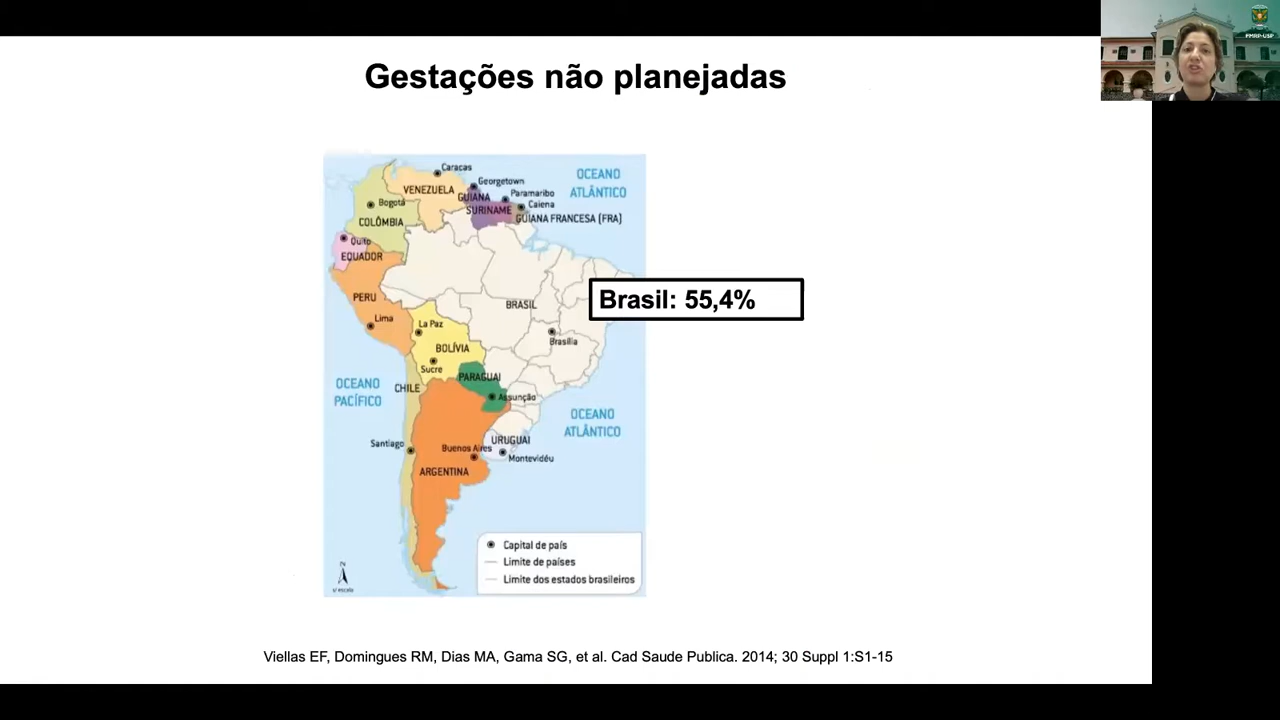 FMRP-USP
Gestações não planejadas
Caracas
Georgetown
OCEANO
ATLÂNTICO
VENEZUELA
GUIANA
Paramaribo
Bogotá
SURINAME
Caiena
COLÔMBIA
GUIANA FRANCESA (FRA)
Quito
EQUADOR
PERU
BRASIL
Brasil: 55,4%
Lima
La Paz
Brasília
BOLÍVIA
Sucre
PARAGUAI
OCEANO
PACÍFICO
CHILE
Assunção
OCEANO
ATLÂNTICO
Santiago
Buenos Aires
URUGUAI
Montevidéu
ARGENTINA
Capital de país
Limite de países
Limite dos estados brasileiros
N
s/ escala
Viellas EF, Domingues RM, Dias MA, Gama SG, et al. Cad Saude Publica. 2014; 30 Suppl 1:S1-15